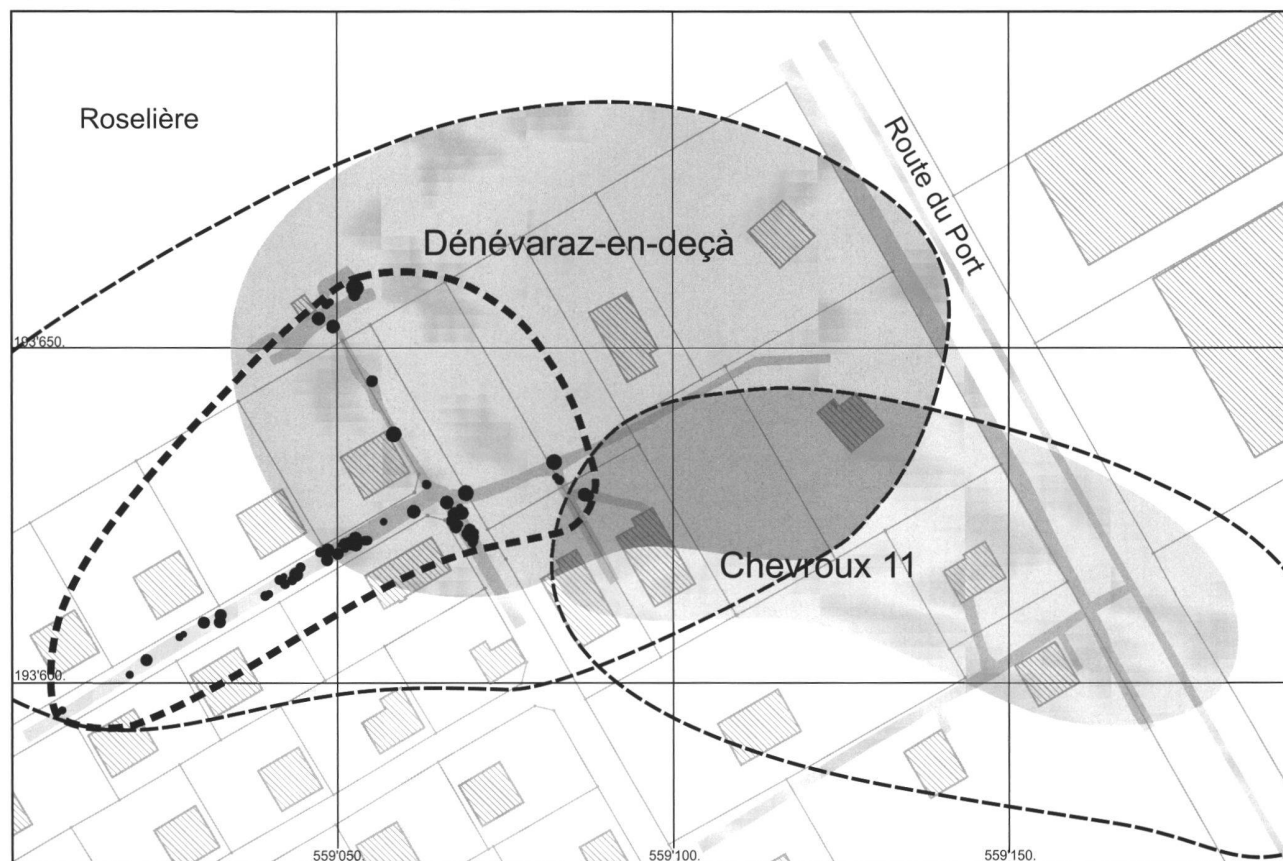 Roselière
Route du Port
Dénévaraz-en-deçà
193'650.
Chevroux 11
193'600.
559'050.
559'100.
559'150.